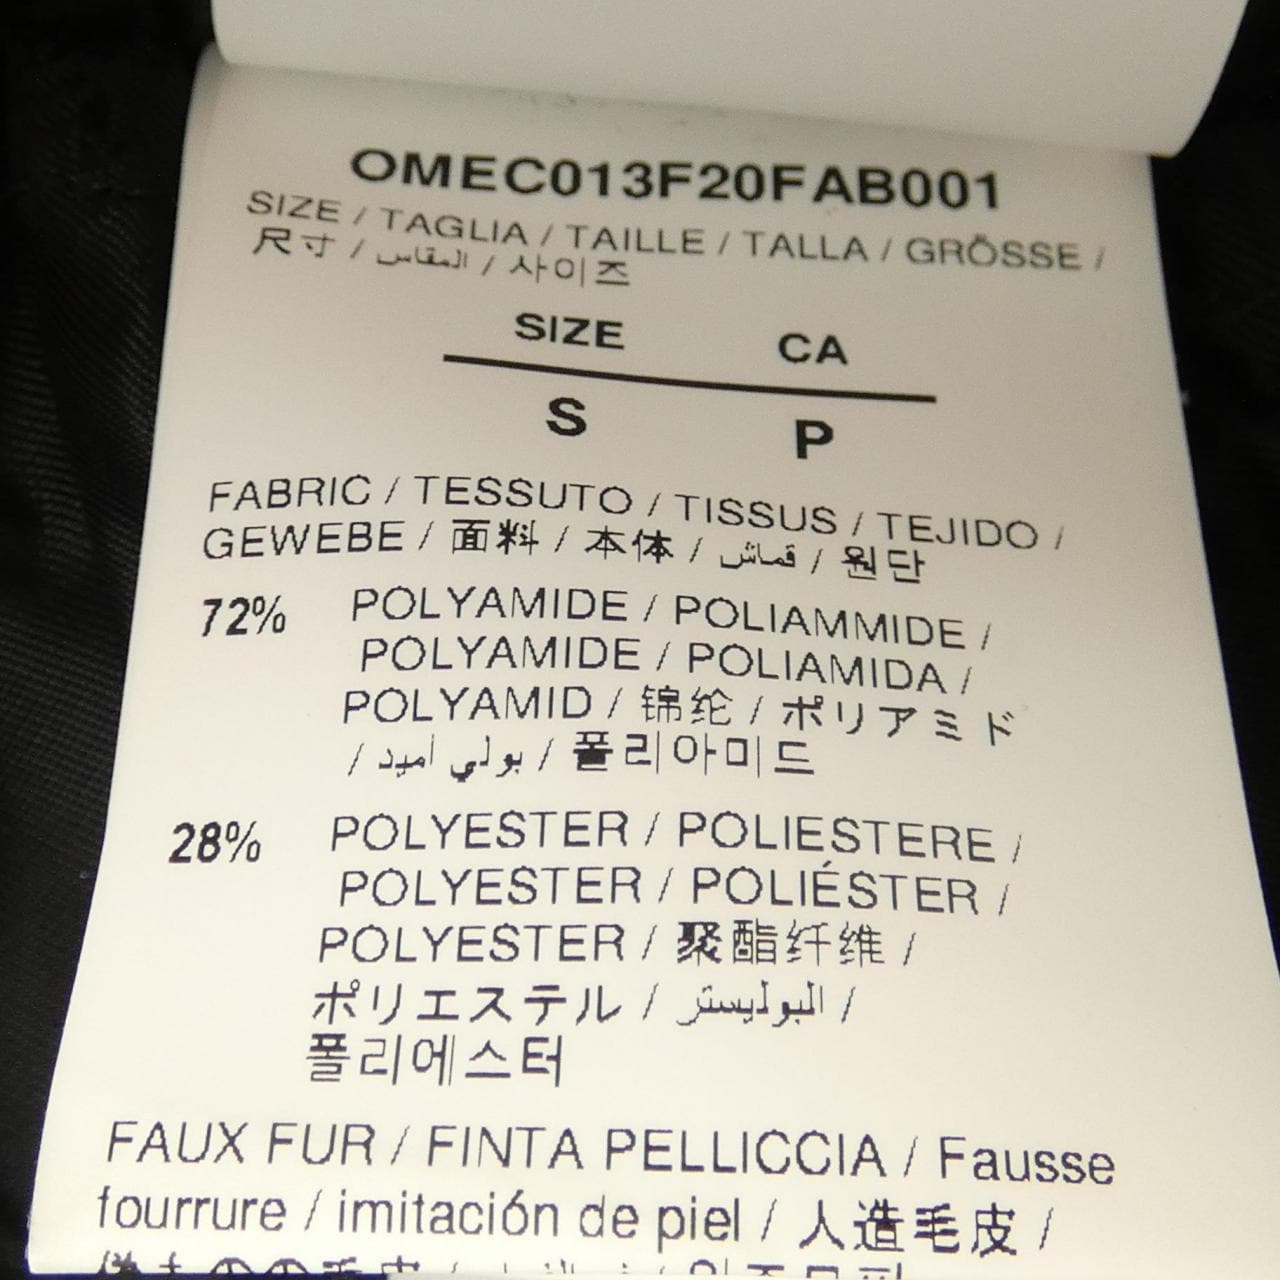 OMEC013F20FAB001
SIZE / TAGLIA / TAILLE / TALLA / GRÖSSE /
尺寸 / المقاس / 사이즈
SIZE CA
S P
FABRIC / TESSUTO / TISSUS / TEJIDO /
GEWEBE / 面料 / 本体 / قماش / 원단
72% POLYAMIDE / POLIAMMIDE /
POLYAMIDE / POLIAMIDA /
POLYAMID / 锦纶 / ポリアミド
/ بولي اميد / 폴리아미드
28% POLYESTER / POLIESTERE /
POLYESTER / POLIÉSTER /
POLYESTER / 聚酯纤维 /
ポリエステル / البوليستر /
폴리에스터
FAUX FUR / FINTA PELLICCIA / Fausse
fourrure / imitación de piel / 人造毛皮 /